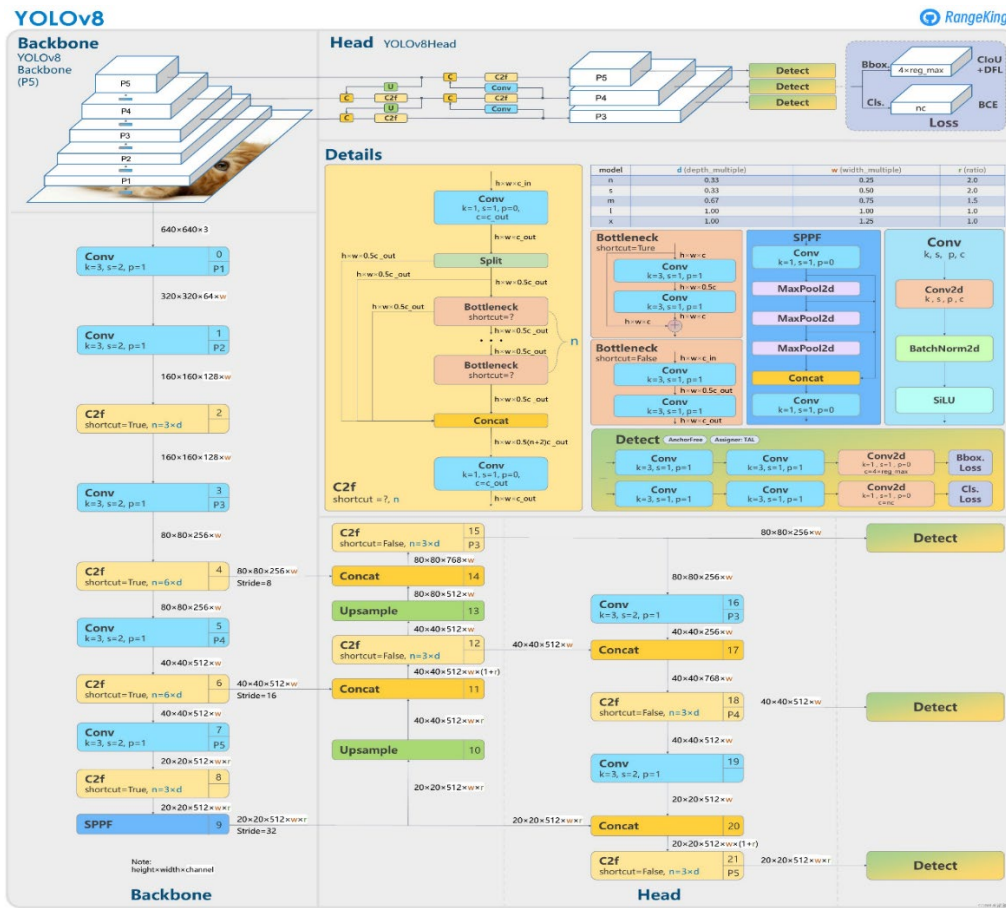 YOLOv8
RangeKing
Backbone
YOLOv8
Backbone
(P5)
P5
P4
P3
P2
P1
Head YOLOv8Head
C
C2f
U
Conv
C
C2f
C
C2f
U
Conv
C
C2f
P5
P4
P3
Detect
Detect
Detect
Bbox.
4×reg_max
CIoU
+DFL
Cls.
nc
BCE
Loss
Details
h×w×c_in
Conv
k=1, s=1, p=0,
c=c_out
h×w×c_out
Split
h×w×0.5c_out
h×w×0.5c_out
h×w×0.5c_out
Bottleneck
shortcut=?
h×w×0.5c_out
h×w×0.5c_out
...
n
h×w×0.5c_out
Bottleneck
shortcut=?
h×w×0.5c_out
Concat
h×w×0.5(n+2)c_out
Conv
k=1, s=1, p=0,
c=c_out
h×w×c_out
C2f
shortcut =?, n
model d (depth_multiple) w (width_multiple) r (ratio)
n 0.33 0.25 2.0
s 0.33 0.50 2.0
m 0.67 0.75 1.5
l 1.00 1.00 1.0
x 1.00 1.25 1.0
Bottleneck
shortcut=Ture
h×w×c
Conv
k=3, s=1, p=1
h×w×0.5c
Conv
k=3, s=1, p=1
h×w×c
h×w×c
Bottleneck
shortcut=False
h×w×c_in
Conv
k=3, s=1, p=1
h×w×0.5c_out
Conv
k=3, s=1, p=1
h×w×c_out
SPPF
Conv
k=1, s=1, p=0
MaxPool2d
MaxPool2d
MaxPool2d
Concat
Conv
k=1, s=1, p=0
Conv
k, s, p, c
Conv2d
k, s, p, c
BatchNorm2d
SiLU
Detect AnchorFree Assigner: TAL
Conv
k=3, s=1, p=1
Conv
k=3, s=1, p=1
Conv2d
k=1, s=1, p=0
c=4×reg_max
Bbox.
Loss
Conv
k=3, s=1, p=1
Conv
k=3, s=1, p=1
Conv2d
k=1, s=1, p=0
c=nc
Cls.
Loss
640×640×3
Conv 0
k=3, s=2, p=1 P1
320×320×64×w
Conv 1
k=3, s=2, p=1 P2
160×160×128×w
C2f 2
shortcut=True, n=3×d
160×160×128×w
Conv 3
k=3, s=2, p=1 P3
80×80×256×w
C2f 4
shortcut=True, n=6×d
80×80×256×w
Stride=8
80×80×256×w
Conv 5
k=3, s=2, p=1 P4
40×40×512×w
C2f 6
shortcut=True, n=6×d
40×40×512×w
Stride=16
40×40×512×w
Conv 7
k=3, s=2, p=1 P5
20×20×512×w×r
C2f 8
shortcut=True, n=3×d
20×20×512×w×r
SPPF 9
20×20×512×w×r
Stride=32
Note:
height×width×channel
Backbone
C2f 15
shortcut=False, n=3×d P3
80×80×768×w
Concat 14
80×80×512×w
Upsample 13
40×40×512×w
C2f 12
shortcut=False, n=3×d
40×40×512×w
40×40×512×w×(1+r)
Concat 11
40×40×512×w×r
Upsample 10
20×20×512×w×r
80×80×256×w
Detect
80×80×256×w
Conv 16
k=3, s=2, p=1 P3
40×40×256×w
Concat 17
40×40×768×w
C2f 18
shortcut=False, n=3×d P4
40×40×512×w
Detect
40×40×512×w
Conv 19
k=3, s=2, p=1
20×20×512×w
20×20×512×w×r
Concat 20
20×20×512×w×(1+r)
C2f 21
shortcut=False, n=3×d P5
20×20×512×w×r
Detect
Head